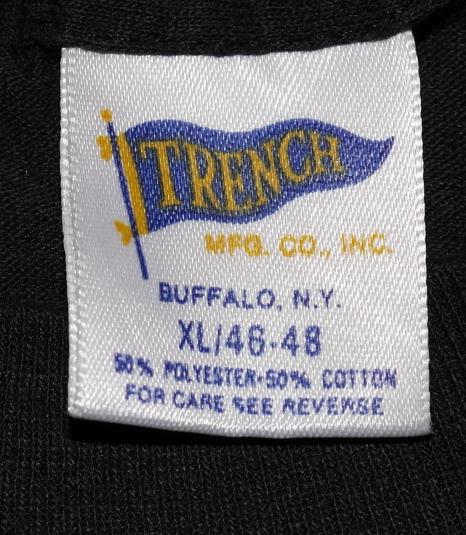 TRENCH
MFG. CO., INC.
BUFFALO, N.Y.
XL/46-48
50% POLYESTER-50% COTTON
FOR CARE SEE REVERSE